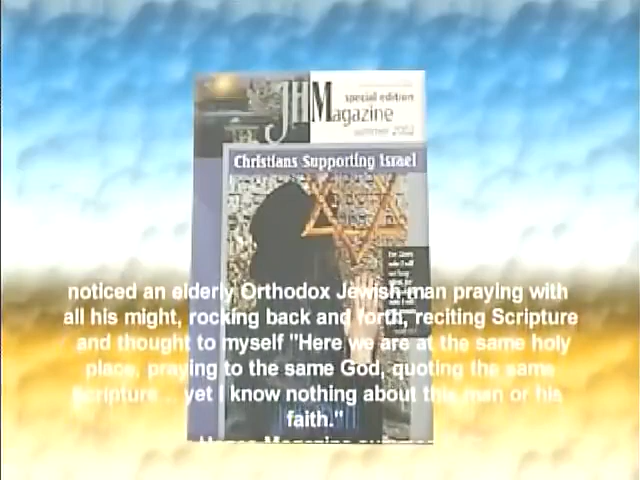 JHMagazine
special edition
Christians Supporting Israel
noticed an elderly Orthodox Jewish man praying with
all his might, rocking back and forth, reciting Scripture
and thought to myself "Here we are at the same holy
place, praying to the same God, quoting the same
Scripture... yet I know nothing about this man or his
faith."
Magazine